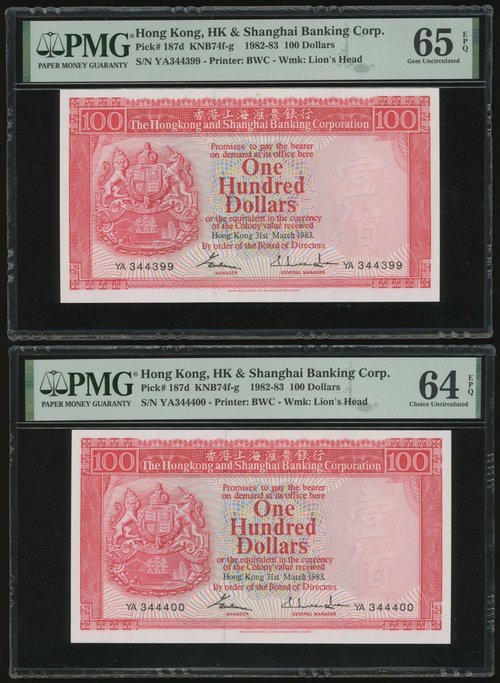 PMG
PAPER MONEY GUARANTY
Hong Kong, HK & Shanghai Banking Corp.
Pick# 187d KNB74f-g 1982-83 100 Dollars
S/N YA344399 - Printer: BWC - Wmk: Lion's Head
65 EPQ
Gem Uncirculated
100 香港上海滙豐銀行 100
The Hongkong and Shanghai Banking Corporation
Promises to pay the bearer
on demand at its office here
One
Hundred
Dollars
or the equivalent in the currency
of the Colony value received
Hong Kong 31st March 1983.
By order of the Board of Directors
壹佰
YA 344399 YA 344399
MANAGER GENERAL MANAGER
PMG
PAPER MONEY GUARANTY
Hong Kong, HK & Shanghai Banking Corp.
Pick# 187d KNB74f-g 1982-83 100 Dollars
S/N YA344400 - Printer: BWC - Wmk: Lion's Head
64 EPQ
Choice Uncirculated
100 香港上海滙豐銀行 100
The Hongkong and Shanghai Banking Corporation
Promises to pay the bearer
on demand at its office here
One
Hundred
Dollars
or the equivalent in the currency
of the Colony value received
Hong Kong 31st March 1983.
By order of the Board of Directors
壹佰
YA 344400 YA 344400
MANAGER GENERAL MANAGER